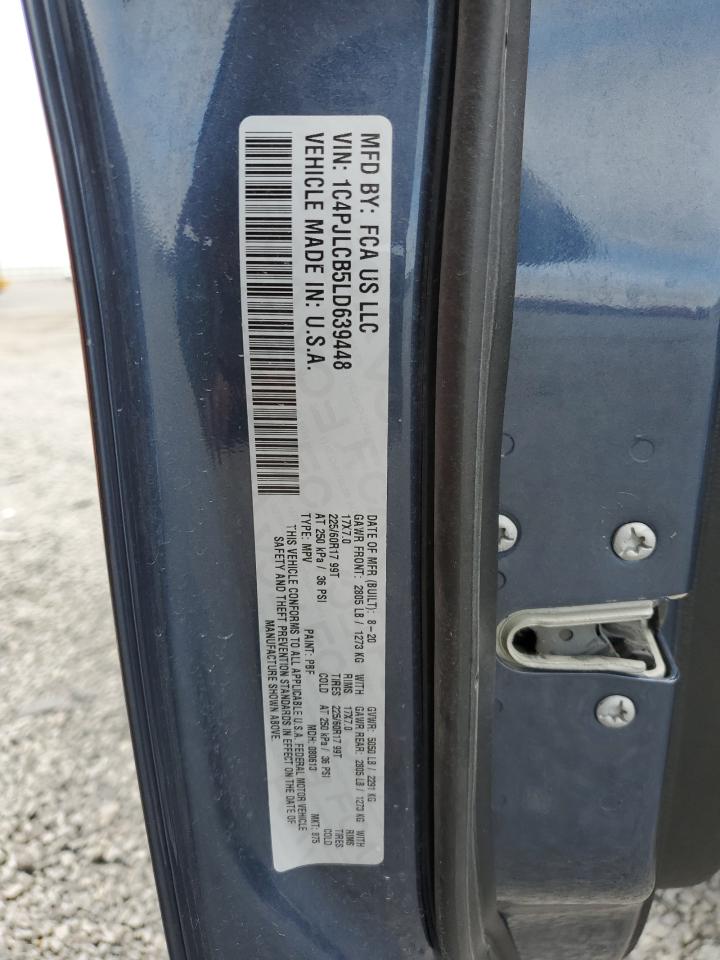 MFD BY: FCA US LLC
VIN: 1C4PJLCB5LD639448
VEHICLE MADE IN: U.S.A.
DATE OF MFR (BUILT): 8-20 GVWR: 5050 LB / 2291 KG
GAWR FRONT: 2805 LB / 1273 KG WITH GAWR REAR: 2805 LB / 1273 KG WITH
17X7.0 RIMS 17X7.0 RIMS
225/60R17 99T TIRES 225/60R17 99T TIRES
AT 250 kPa / 36 PSI COLD AT 250 kPa / 36 PSI COLD
TYPE: MPV PAINT: PBF MDH: 080613 MKT: 875
THIS VEHICLE CONFORMS TO ALL APPLICABLE U.S.A. FEDERAL MOTOR VEHICLE
SAFETY AND THEFT PREVENTION STANDARDS IN EFFECT ON THE DATE OF
MANUFACTURE SHOWN ABOVE.